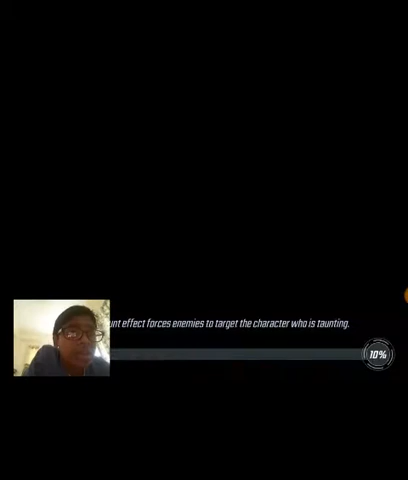 effect forces enemies to target the character who is taunting.
10%